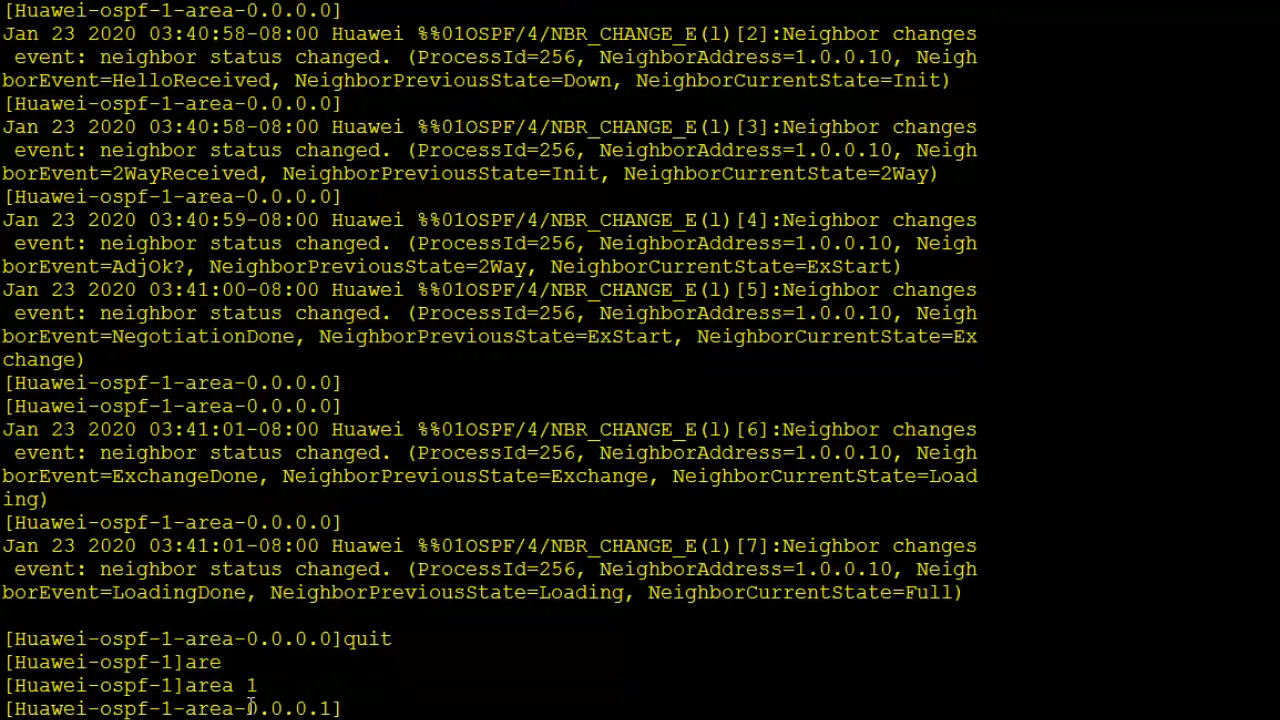 [Huawei-ospf-1-area-0.0.0.0]
Jan 23 2020 03:40:58-08:00 Huawei %%01OSPF/4/NBR_CHANGE_E(l)[2]:Neighbor changes
 event: neighbor status changed. (ProcessId=256, NeighborAddress=1.0.0.10, Neigh
borEvent=HelloReceived, NeighborPreviousState=Down, NeighborCurrentState=Init)
[Huawei-ospf-1-area-0.0.0.0]
Jan 23 2020 03:40:58-08:00 Huawei %%01OSPF/4/NBR_CHANGE_E(l)[3]:Neighbor changes
 event: neighbor status changed. (ProcessId=256, NeighborAddress=1.0.0.10, Neigh
borEvent=2WayReceived, NeighborPreviousState=Init, NeighborCurrentState=2Way)
[Huawei-ospf-1-area-0.0.0.0]
Jan 23 2020 03:40:59-08:00 Huawei %%01OSPF/4/NBR_CHANGE_E(l)[4]:Neighbor changes
 event: neighbor status changed. (ProcessId=256, NeighborAddress=1.0.0.10, Neigh
borEvent=AdjOk?, NeighborPreviousState=2Way, NeighborCurrentState=ExStart)
Jan 23 2020 03:41:00-08:00 Huawei %%01OSPF/4/NBR_CHANGE_E(l)[5]:Neighbor changes
 event: neighbor status changed. (ProcessId=256, NeighborAddress=1.0.0.10, Neigh
borEvent=NegotiationDone, NeighborPreviousState=ExStart, NeighborCurrentState=Ex
change)
[Huawei-ospf-1-area-0.0.0.0]
[Huawei-ospf-1-area-0.0.0.0]
Jan 23 2020 03:41:01-08:00 Huawei %%01OSPF/4/NBR_CHANGE_E(l)[6]:Neighbor changes
 event: neighbor status changed. (ProcessId=256, NeighborAddress=1.0.0.10, Neigh
borEvent=ExchangeDone, NeighborPreviousState=Exchange, NeighborCurrentState=Load
ing)
[Huawei-ospf-1-area-0.0.0.0]
Jan 23 2020 03:41:01-08:00 Huawei %%01OSPF/4/NBR_CHANGE_E(l)[7]:Neighbor changes
 event: neighbor status changed. (ProcessId=256, NeighborAddress=1.0.0.10, Neigh
borEvent=LoadingDone, NeighborPreviousState=Loading, NeighborCurrentState=Full)
[Huawei-ospf-1-area-0.0.0.0]quit
[Huawei-ospf-1]are
[Huawei-ospf-1]area 1
[Huawei-ospf-1-area-0.0.0.1]